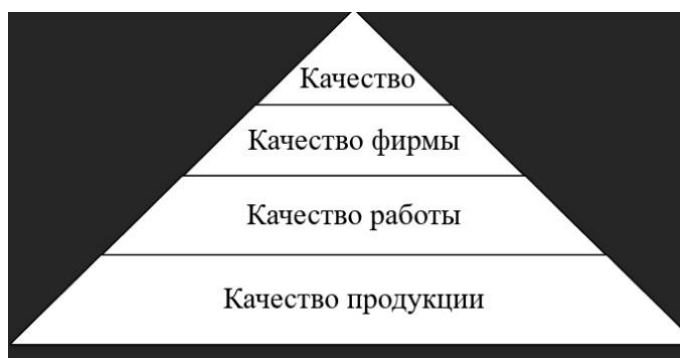 Качество
Качество фирмы
Качество работы
Качество продукции